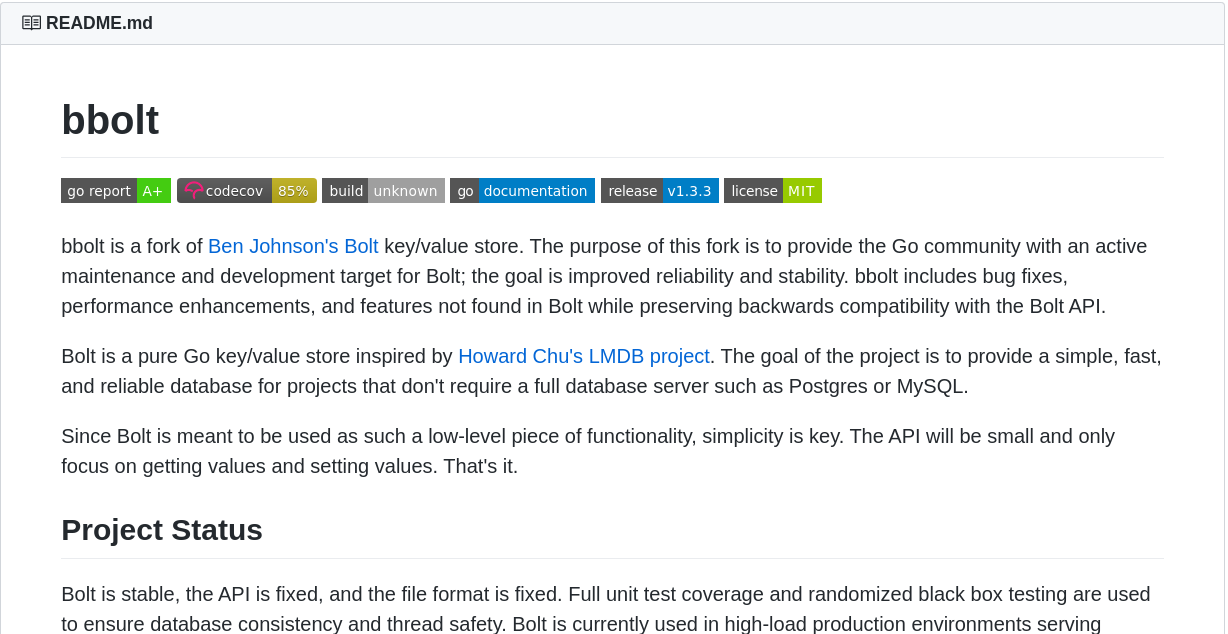 README.md
bbolt
go report A+ codecov 85% build unknown go documentation release v1.3.3 license MIT
bbolt is a fork of Ben Johnson's Bolt key/value store. The purpose of this fork is to provide the Go community with an active
maintenance and development target for Bolt; the goal is improved reliability and stability. bbolt includes bug fixes,
performance enhancements, and features not found in Bolt while preserving backwards compatibility with the Bolt API.
Bolt is a pure Go key/value store inspired by Howard Chu's LMDB project. The goal of the project is to provide a simple, fast,
and reliable database for projects that don't require a full database server such as Postgres or MySQL.
Since Bolt is meant to be used as such a low-level piece of functionality, simplicity is key. The API will be small and only
focus on getting values and setting values. That's it.
Project Status
Bolt is stable, the API is fixed, and the file format is fixed. Full unit test coverage and randomized black box testing are used
to ensure database consistency and thread safety. Bolt is currently used in high-load production environments serving